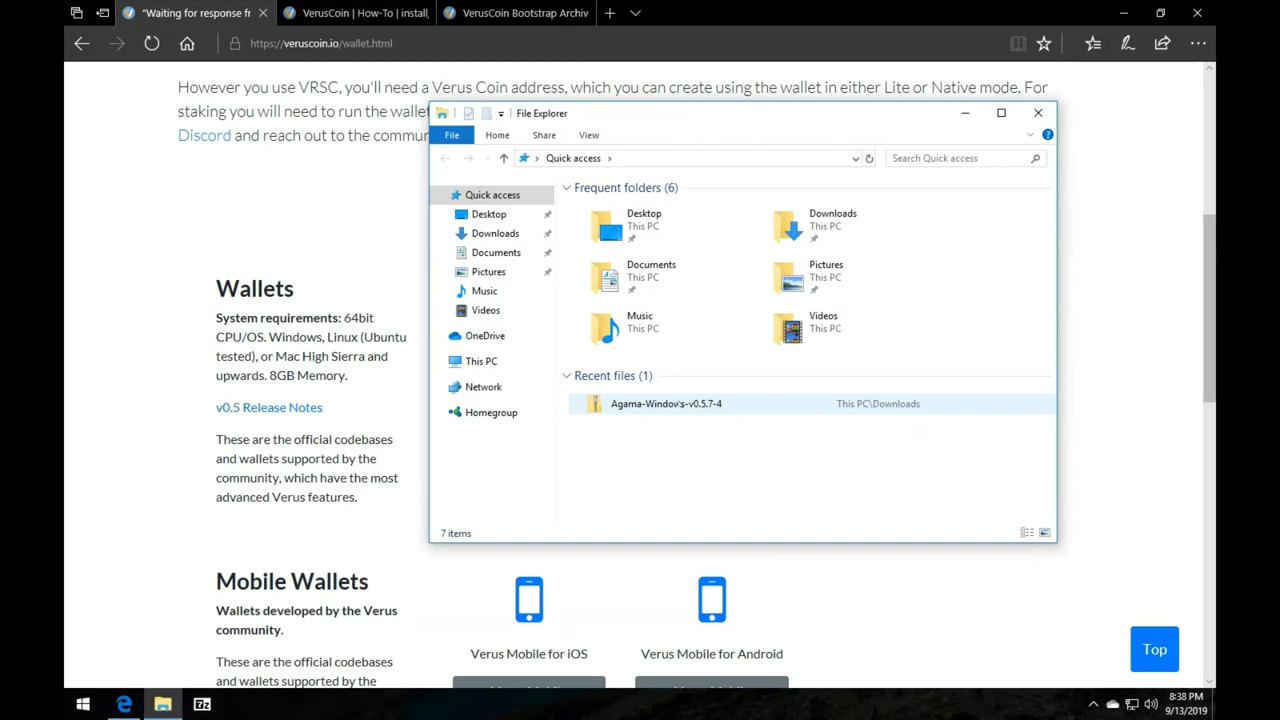 "Waiting for response fr
VerusCoin | How-To | install,
VerusCoin Bootstrap Archiv
https://veruscoin.io/wallet.html
However you use VRSC, you'll need a Verus Coin address, which you can create using the wallet in either Lite or Native mode. For
staking you will need to run the wallet
Discord and reach out to the commun
File Explorer
File
Home
Share
View
Quick access
Search Quick access
Quick access
Desktop
Downloads
Documents
Pictures
Music
Videos
OneDrive
This PC
Network
Homegroup
Frequent folders (6)
Desktop
This PC
Downloads
This PC
Documents
This PC
Pictures
This PC
Music
This PC
Videos
This PC
Recent files (1)
Agama-Windows-v0.5.7-4
This PC\Downloads
7 items
Wallets
System requirements: 64bit
CPU/OS. Windows, Linux (Ubuntu
tested), or Mac High Sierra and
upwards. 8GB Memory.
v0.5 Release Notes
These are the official codebases
and wallets supported by the
community, which have the most
advanced Verus features.
Mobile Wallets
Wallets developed by the Verus
community.
These are the official
codebases and wallets
and wallets supported by the
Verus Mobile for iOS
Verus Mobile for Android
Top
8:38 PM
9/13/2019